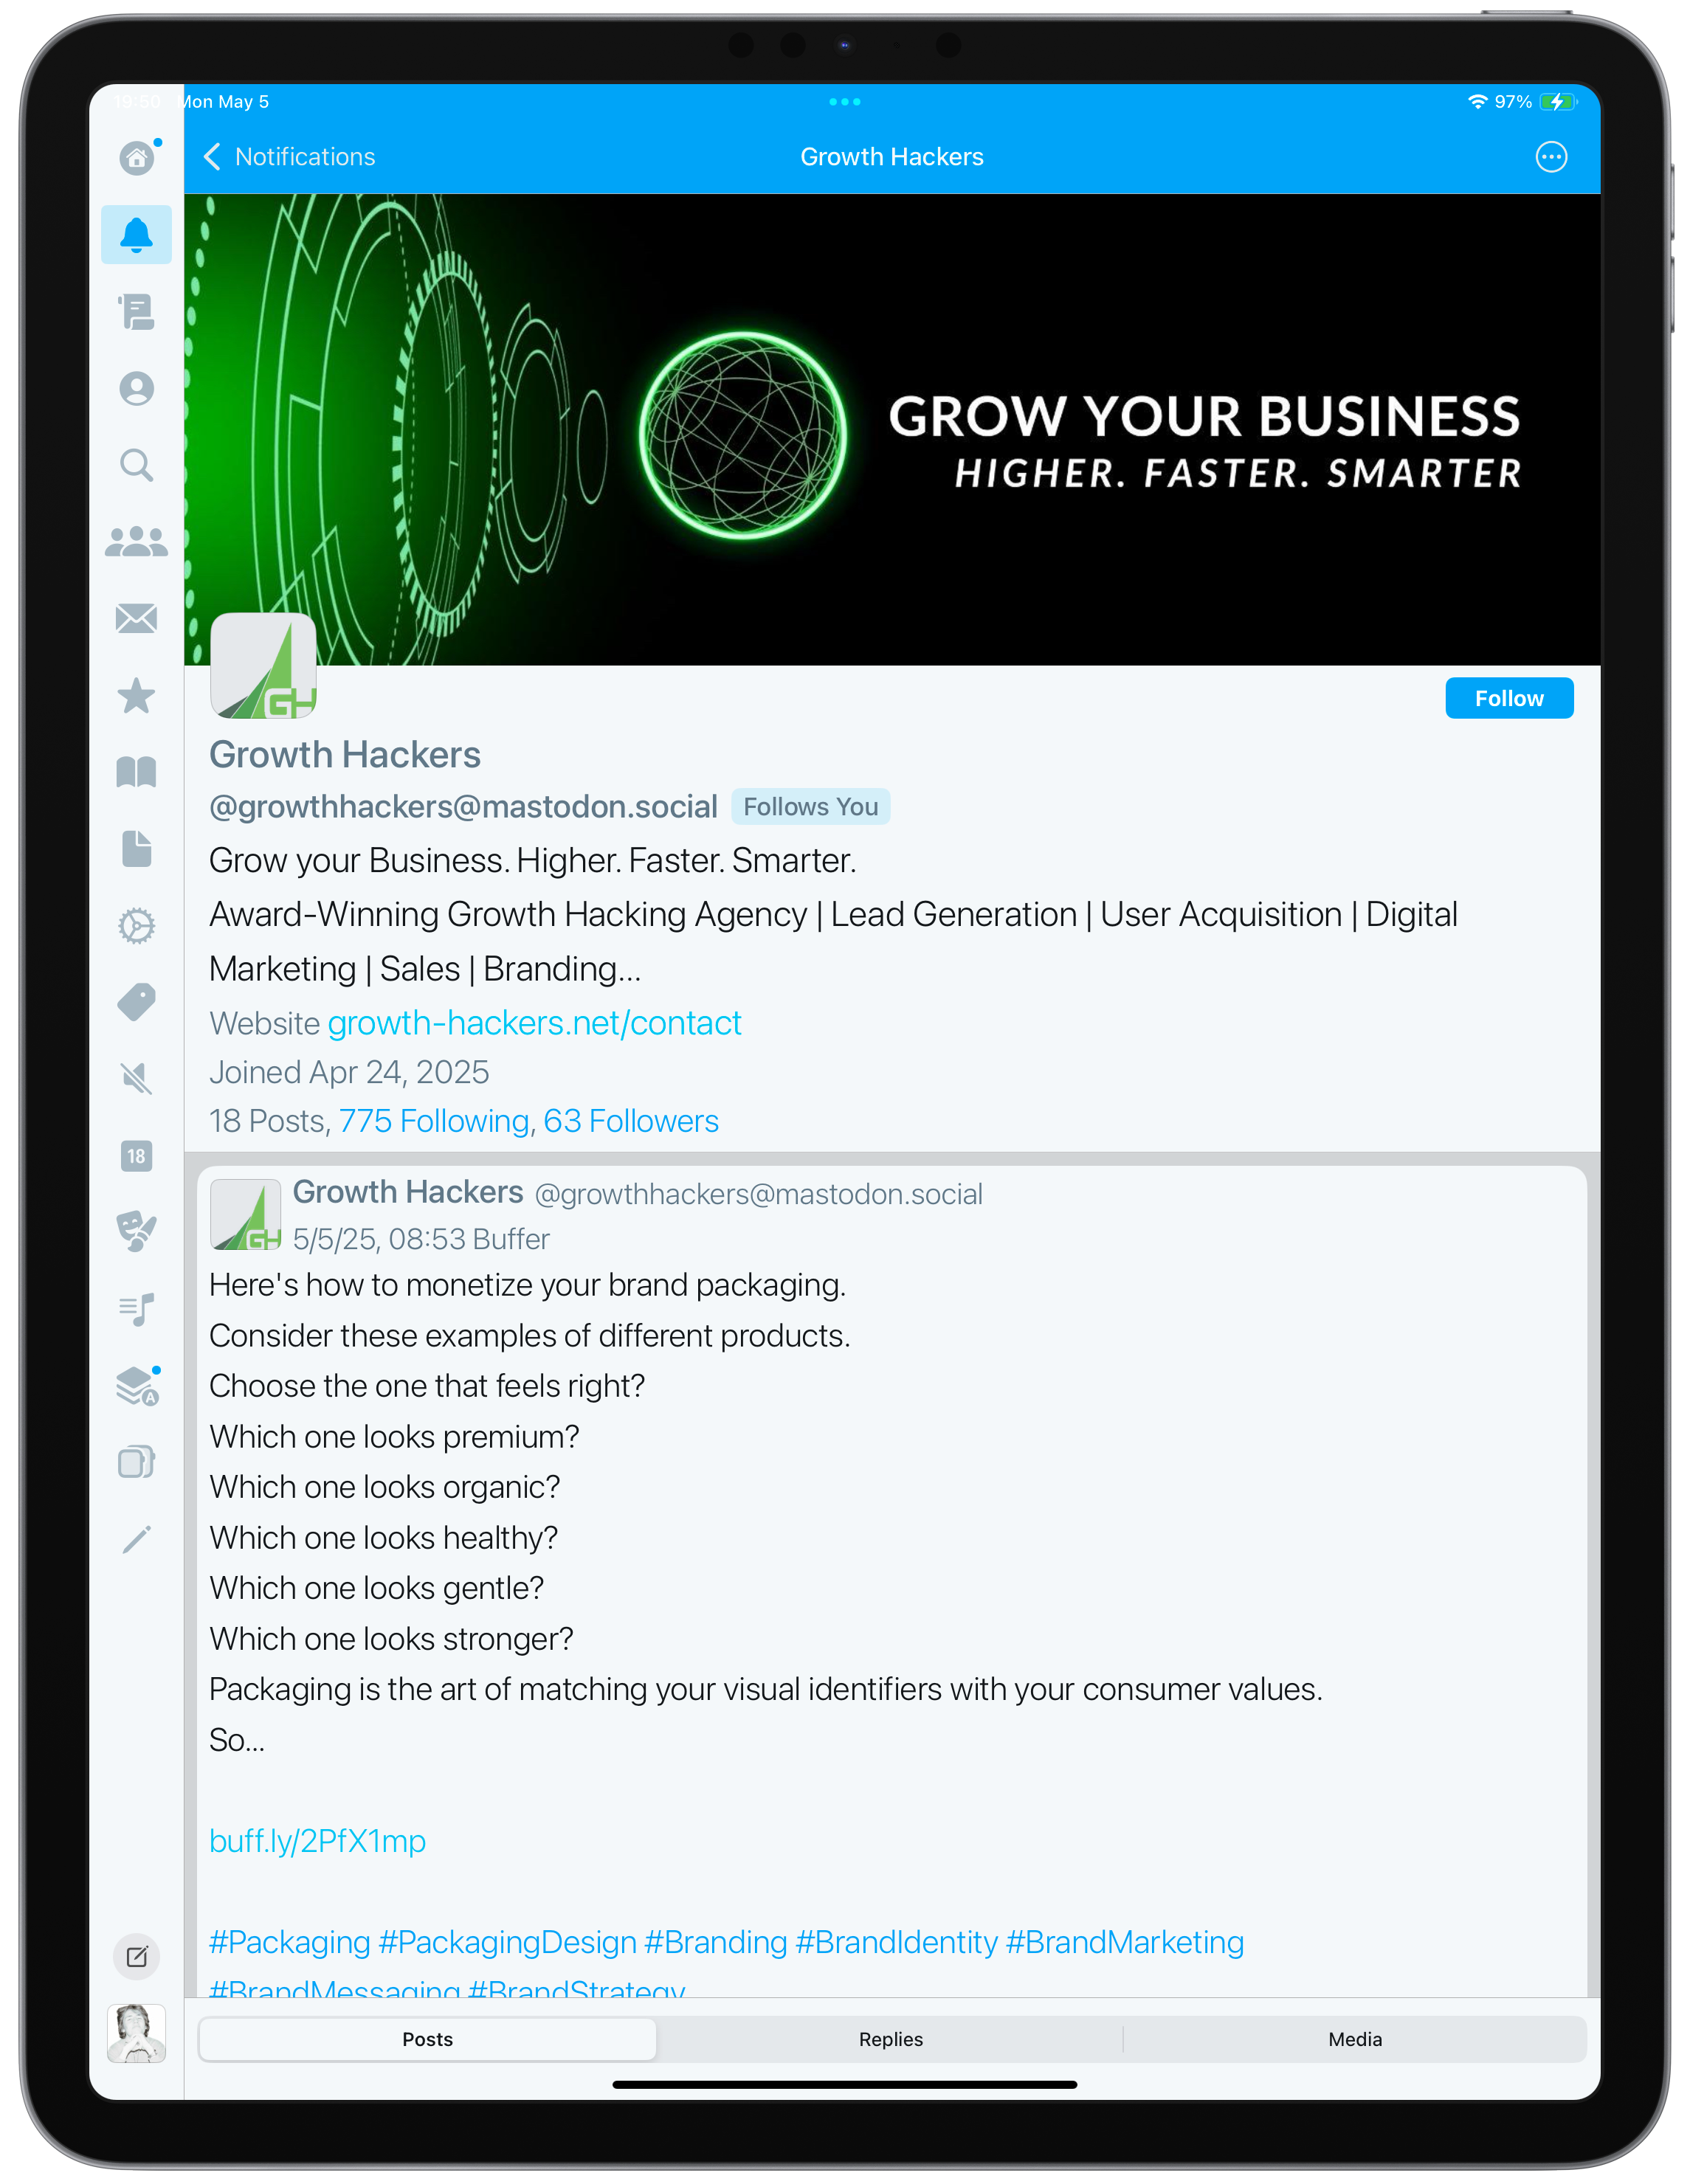 19:50 Mon May 5
97%
Notifications
Growth Hackers
GROW YOUR BUSINESS
HIGHER. FASTER. SMARTER
GH
Follow
Growth Hackers
@growthhackers@mastodon.social Follows You
Grow your Business. Higher. Faster. Smarter.
Award-Winning Growth Hacking Agency | Lead Generation | User Acquisition | Digital
Marketing | Sales | Branding...
Website growth-hackers.net/contact
Joined Apr 24, 2025
18 Posts, 775 Following, 63 Followers
18
A
GH
Growth Hackers @growthhackers@mastodon.social
5/5/25, 08:53 Buffer
Here's how to monetize your brand packaging.
Consider these examples of different products.
Choose the one that feels right?
Which one looks premium?
Which one looks organic?
Which one looks healthy?
Which one looks gentle?
Which one looks stronger?
Packaging is the art of matching your visual identifiers with your consumer values.
So...
buff.ly/2PfX1mp
#Packaging #PackagingDesign #Branding #BrandIdentity #BrandMarketing
#BrandMessaging #BrandStrategy
Posts
Replies
Media